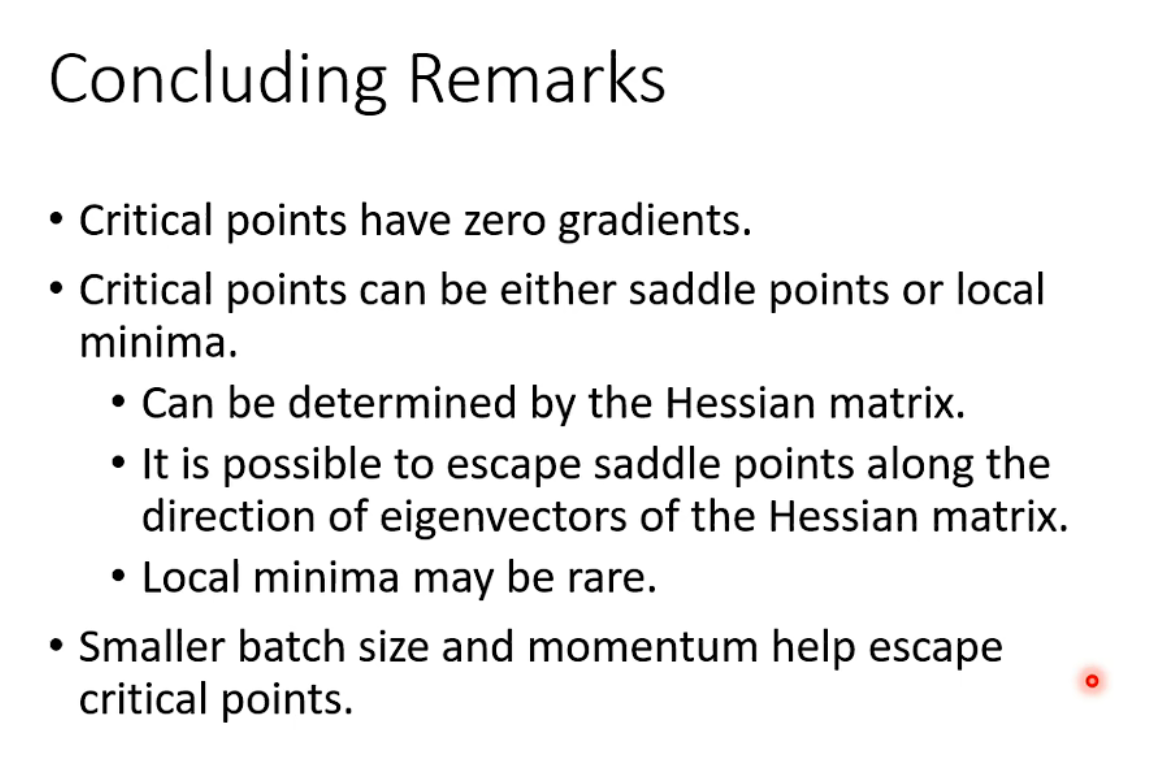 Concluding Remarks
• Critical points have zero gradients.
• Critical points can be either saddle points or local
minima.
• Can be determined by the Hessian matrix.
• It is possible to escape saddle points along the
direction of eigenvectors of the Hessian matrix.
• Local minima may be rare.
• Smaller batch size and momentum help escape
critical points.